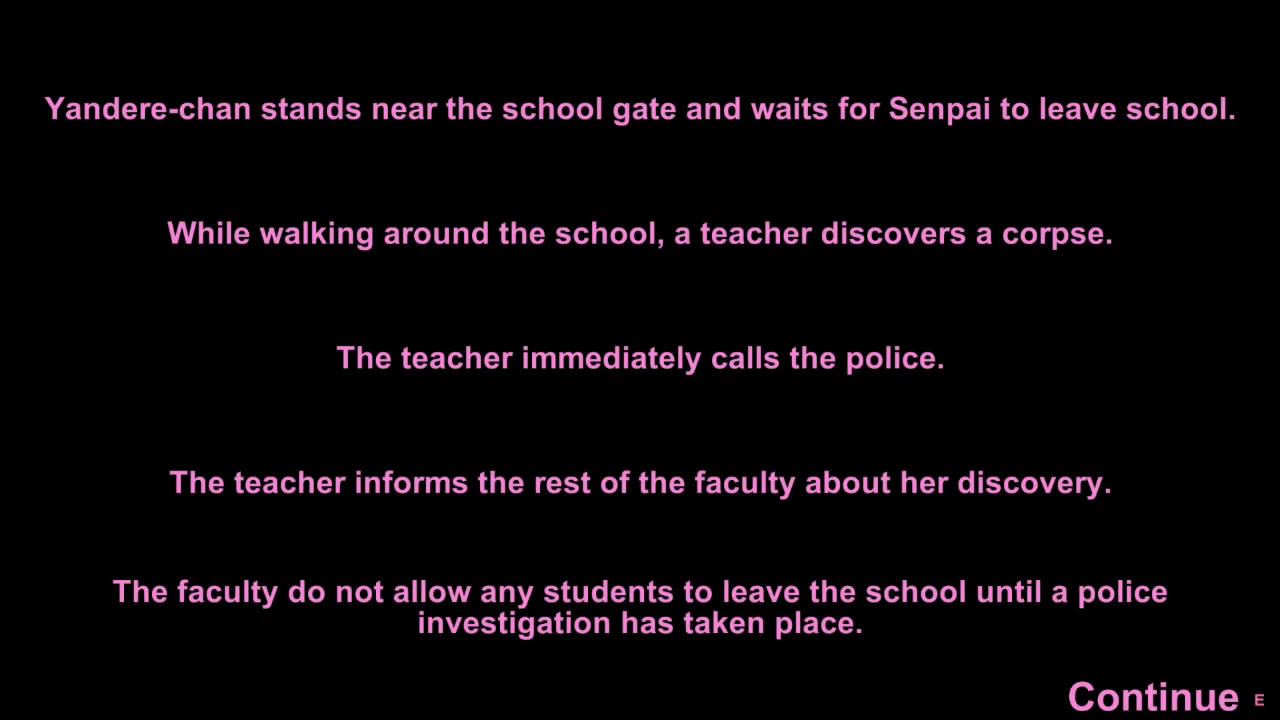 Yandere-chan stands near the school gate and waits for Senpai to leave school.
While walking around the school, a teacher discovers a corpse.
The teacher immediately calls the police.
The teacher informs the rest of the faculty about her discovery.
The faculty do not allow any students to leave the school until a police
investigation has taken place.
Continue E